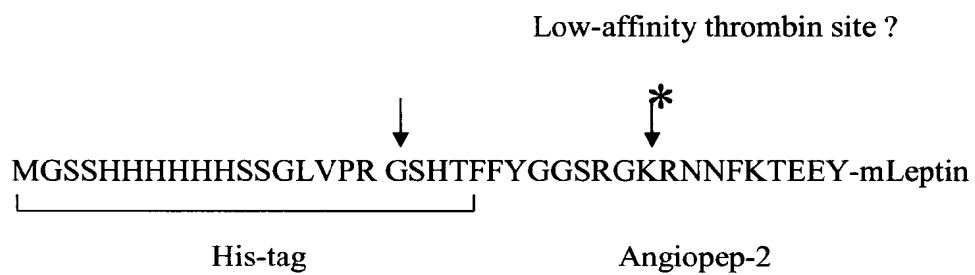 Low-affinity thrombin site ?
*
MGSSHHHHHHSSGLVPR GSHTFFYGGSRGKRNNFKTEEY-mLeptin
His-tag Angiopep-2